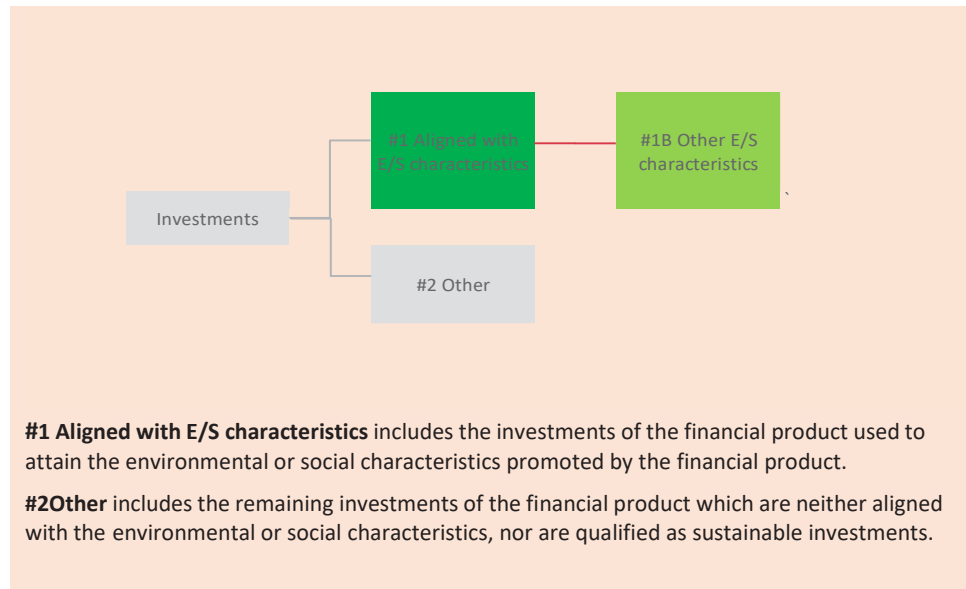 #1 Aligned with
E/S characteristics
#1B Other E/S
characteristics
`
Investments
#2 Other
#1 Aligned with E/S characteristics includes the investments of the financial product used to
attain the environmental or social characteristics promoted by the financial product.
#2Other includes the remaining investments of the financial product which are neither aligned
with the environmental or social characteristics, nor are qualified as sustainable investments.